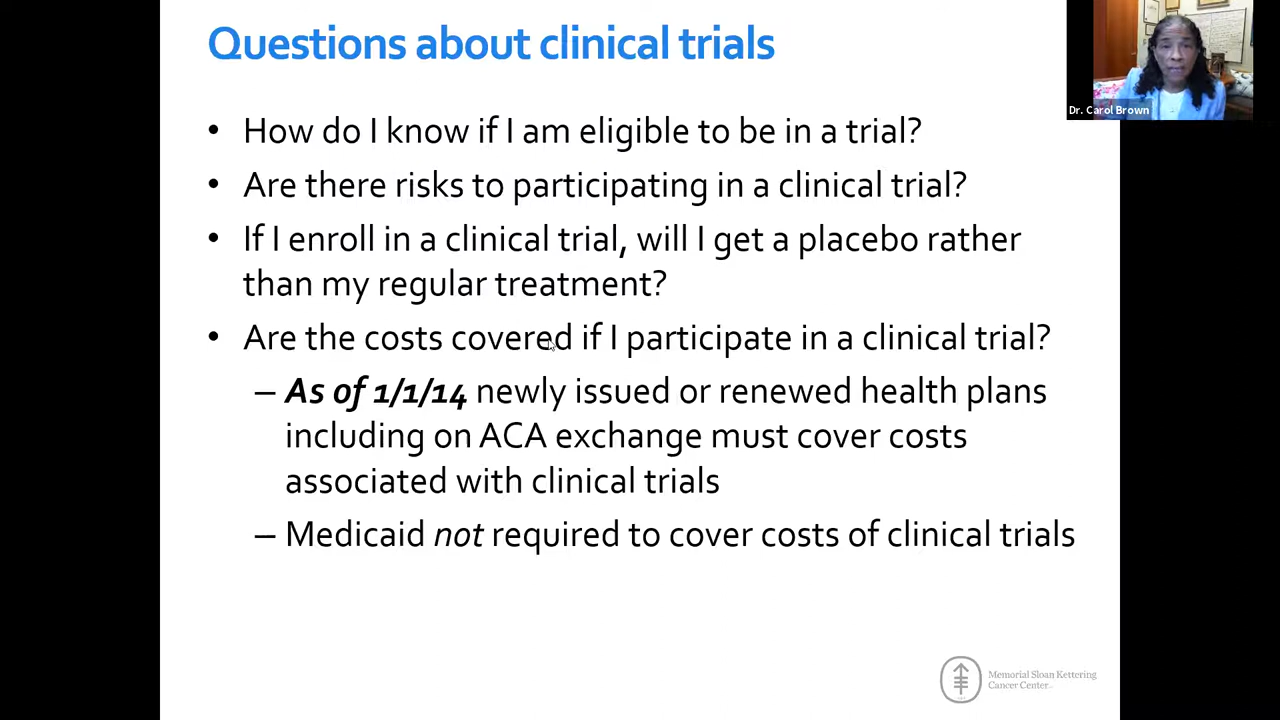 Questions about clinical trials
Dr. Carol Brown
• How do I know if I am eligible to be in a trial?
• Are there risks to participating in a clinical trial?
• If I enroll in a clinical trial, will I get a placebo rather
than my regular treatment?
• Are the costs covered if I participate in a clinical trial?
– As of 1/1/14 newly issued or renewed health plans
including on ACA exchange must cover costs
associated with clinical trials
– Medicaid not required to cover costs of clinical trials
Memorial Sloan Kettering
Cancer Center